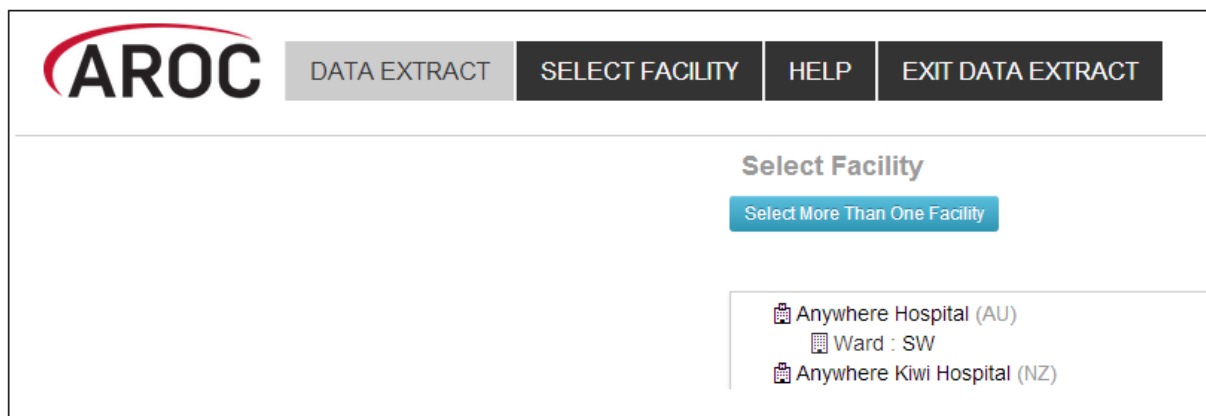 AROC DATA EXTRACT SELECT FACILITY HELP EXIT DATA EXTRACT
Select Facility
Select More Than One Facility
Anywhere Hospital (AU)
Ward : SW
Anywhere Kiwi Hospital (NZ)